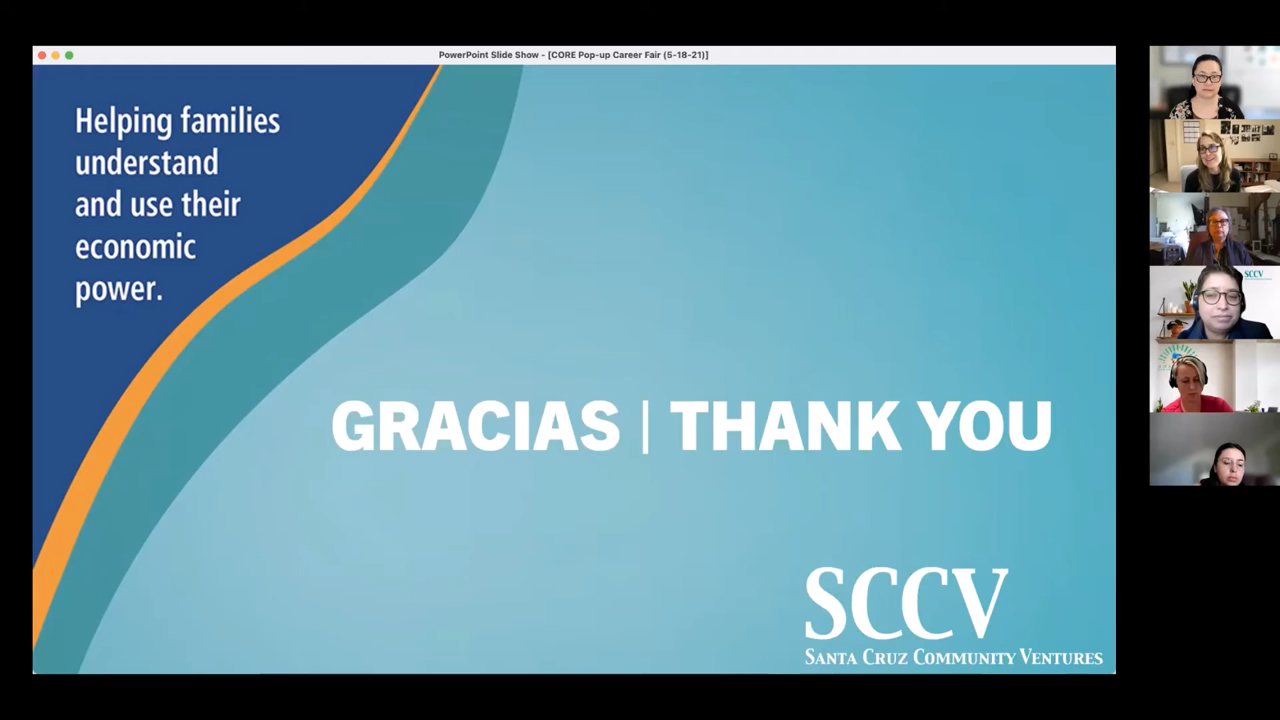 PowerPoint Slide Show - [CORE Pop-up Career Fair (5-18-21)]
Helping families
understand
and use their
economic
power.
GRACIAS | THANK YOU
SCCV
SANTA CRUZ COMMUNITY VENTURES
SCCV